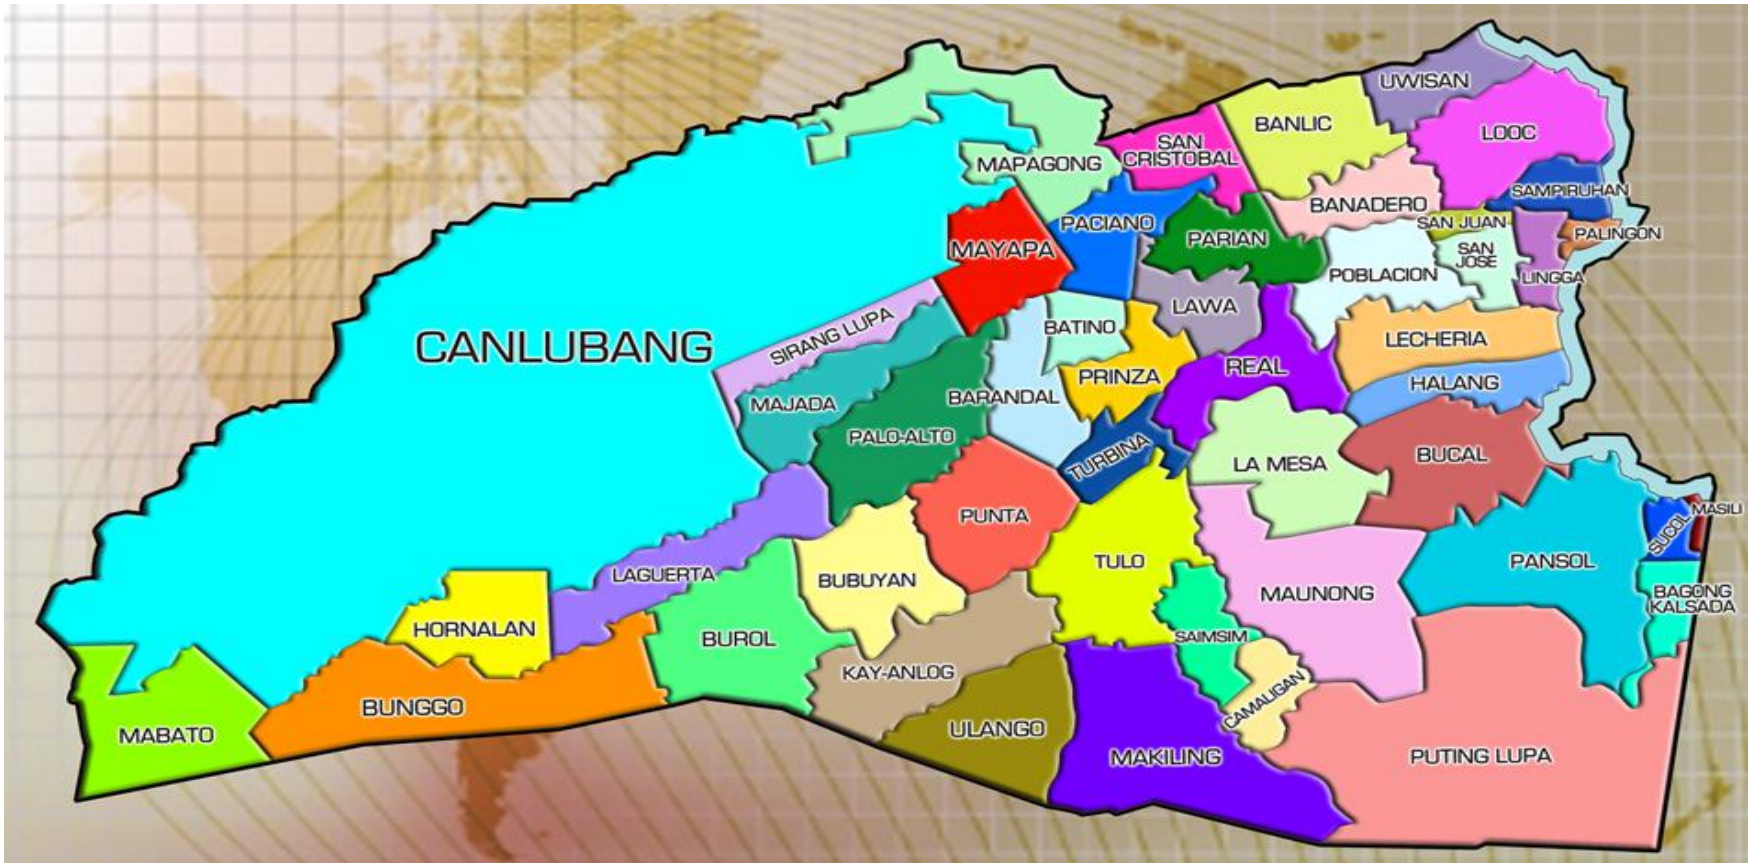 UWISAN
BANLIC
LOOC
SAN
CRISTOBAL
MAPAGONG
SAMPIRUHAN
BANADERO
PACIANO
SAN JUAN
PALINGON
PARIAN
MAYAPA
SAN
JOSE
POBLACION
LINGGA
LAWA
SIRANG LUPA
BATINO
LECHERIA
CANLUBANG
REAL
PRINZA
HALANG
BARANDAL
MAJADA
PALO-ALTO
TURBINA
LA MESA
BUCAL
PUNTA
MASILI
SUCOL
TULO
PANSOL
LAGUERTA
BUBUYAN
MAUNONG
BAGONG
KALSADA
HORNALAN
BUROL
SAIMSIM
KAY-ANLOG
CAMALIGAN
BUNGGO
MABATO
ULANGO
MAKILING
PUTING LUPA